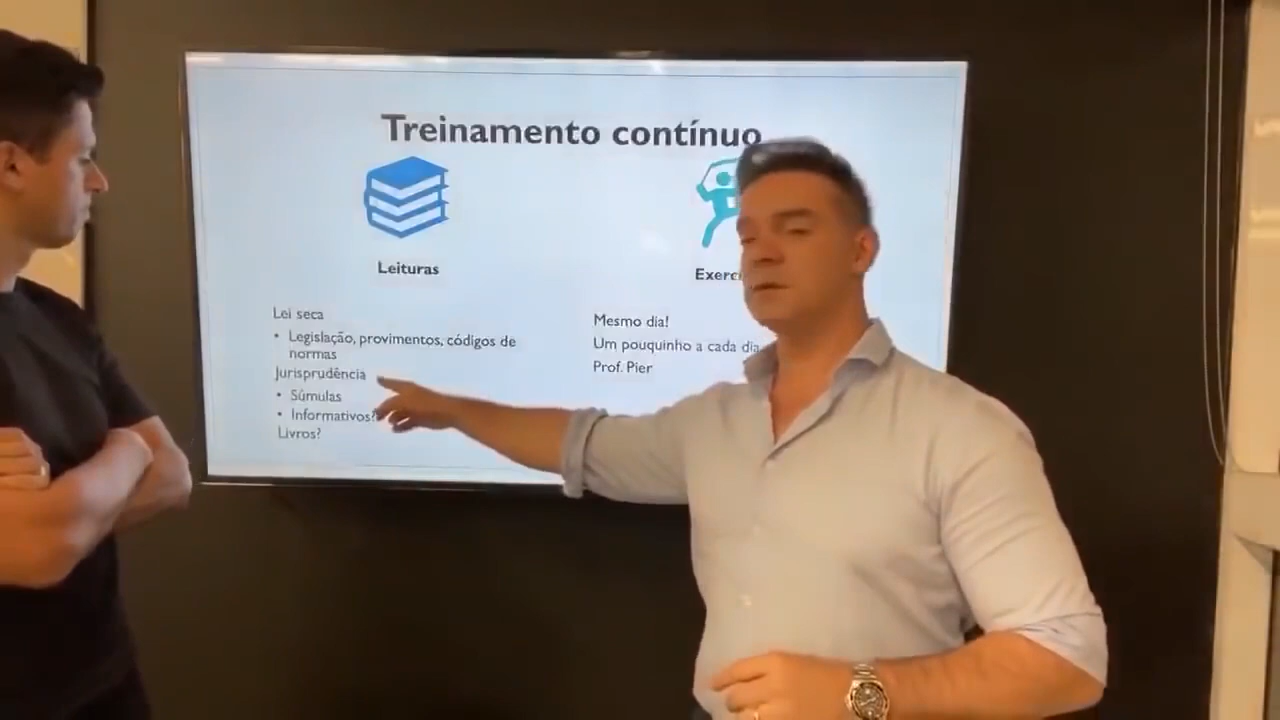 Treinamento contínuo
Leituras
Lei seca
• Legislação, provimentos, códigos de
normas
Jurisprudência
• Súmulas
• Informativos?
Livros?
Mesmo dia!
Um pouquinho a cada dia
Prof. Pier